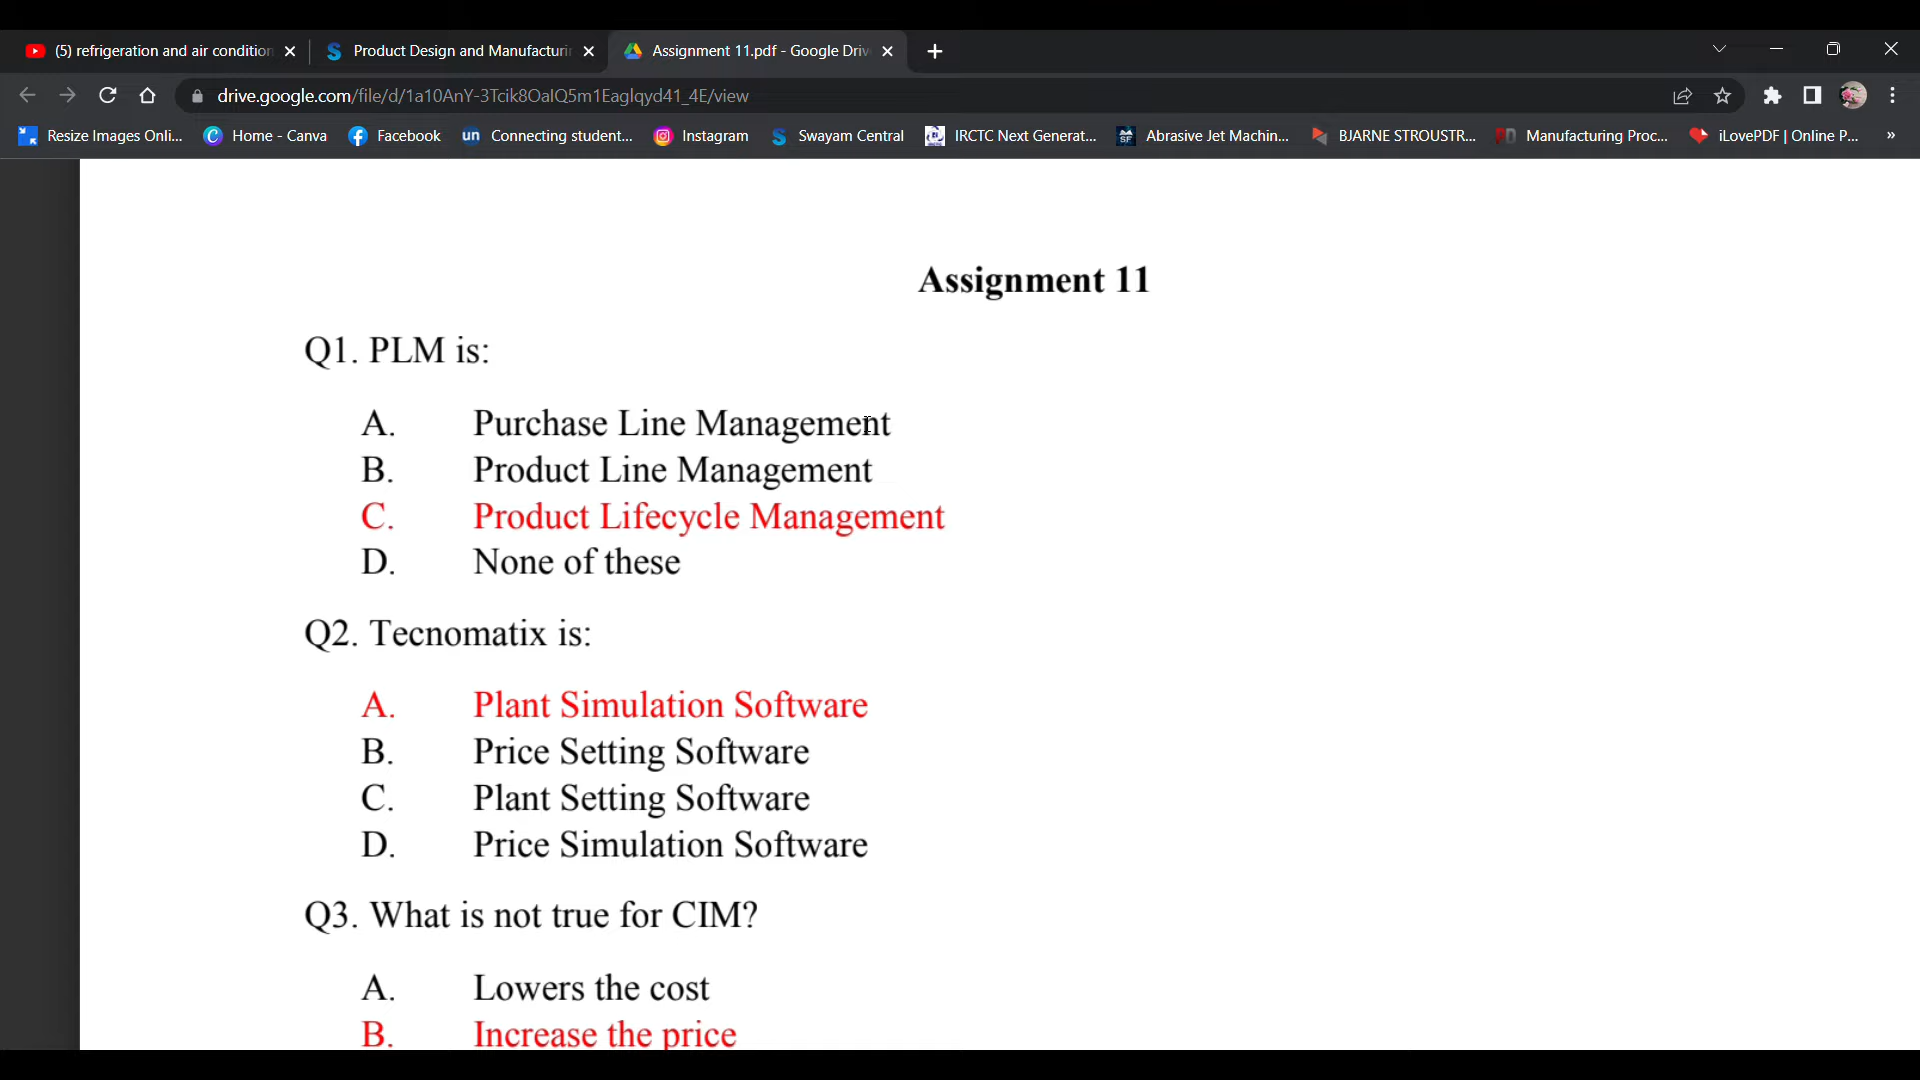 (5) refrigeration and air condition
Product Design and Manufacturi
Assignment 11.pdf - Google Driv
drive.google.com/file/d/1a10AnY-3Tcik8OaIQ5m1Eaglqyd41_4E/view
Resize Images Onli... Home - Canva Facebook un Connecting student... Instagram Swayam Central IRCTC Next Generat... Abrasive Jet Machin... BJARNE STROUSTR... Manufacturing Proc... iLovePDF | Online P... »
Assignment 11
Q1. PLM is:
A. Purchase Line Management
B. Product Line Management
C. Product Lifecycle Management
D. None of these
Q2. Tecnomatix is:
A. Plant Simulation Software
B. Price Setting Software
C. Plant Setting Software
D. Price Simulation Software
Q3. What is not true for CIM?
A. Lowers the cost
B. Increase the price